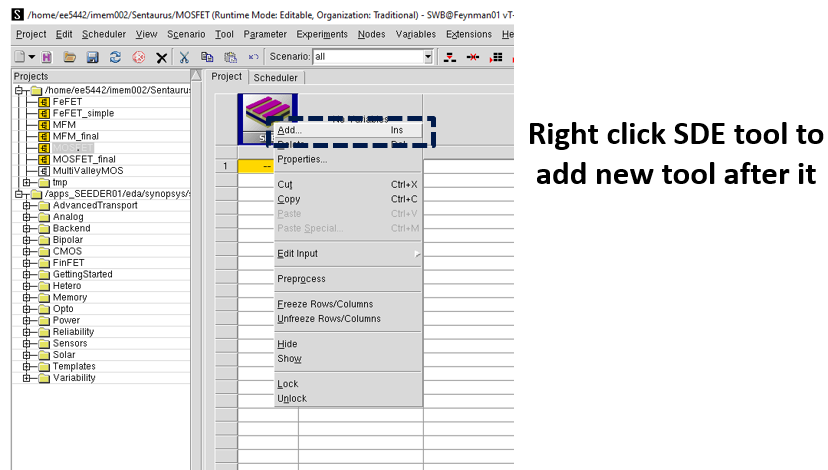 /home/ee5442/imem002/Sentaurus/MOSFET (Runtime Mode: Editable, Organization: Traditional) - SWB@Feynman01 vT-
Project Edit Scheduler View Scenario Tool Parameter Experiments Nodes Variables Extensions He
Scenario: all
Projects
/home/ee5442/imem002/Sentauru:
FeFET
FeFET_simple
MFM
MFM_final
MOSFET
MOSFET_final
MultiValleyMOS
tmp
/apps_SEEDER01/eda/synopsys/s
AdvancedTransport
Analog
Backend
Bipolar
CMOS
FinFET
GettingStarted
Hetero
Memory
Opto
Power
Reliability
Sensors
Solar
Templates
Variability
Project Scheduler
No Variables
1 --
Add... Ins
Delete Del
Properties...
Cut Ctrl+X
Copy Ctrl+C
Paste Ctrl+V
Paste Special... Ctrl+M
Edit Input
Preprocess
Freeze Rows/Columns
Unfreeze Rows/Columns
Hide
Show
Lock
Unlock
Right click SDE tool to
add new tool after it